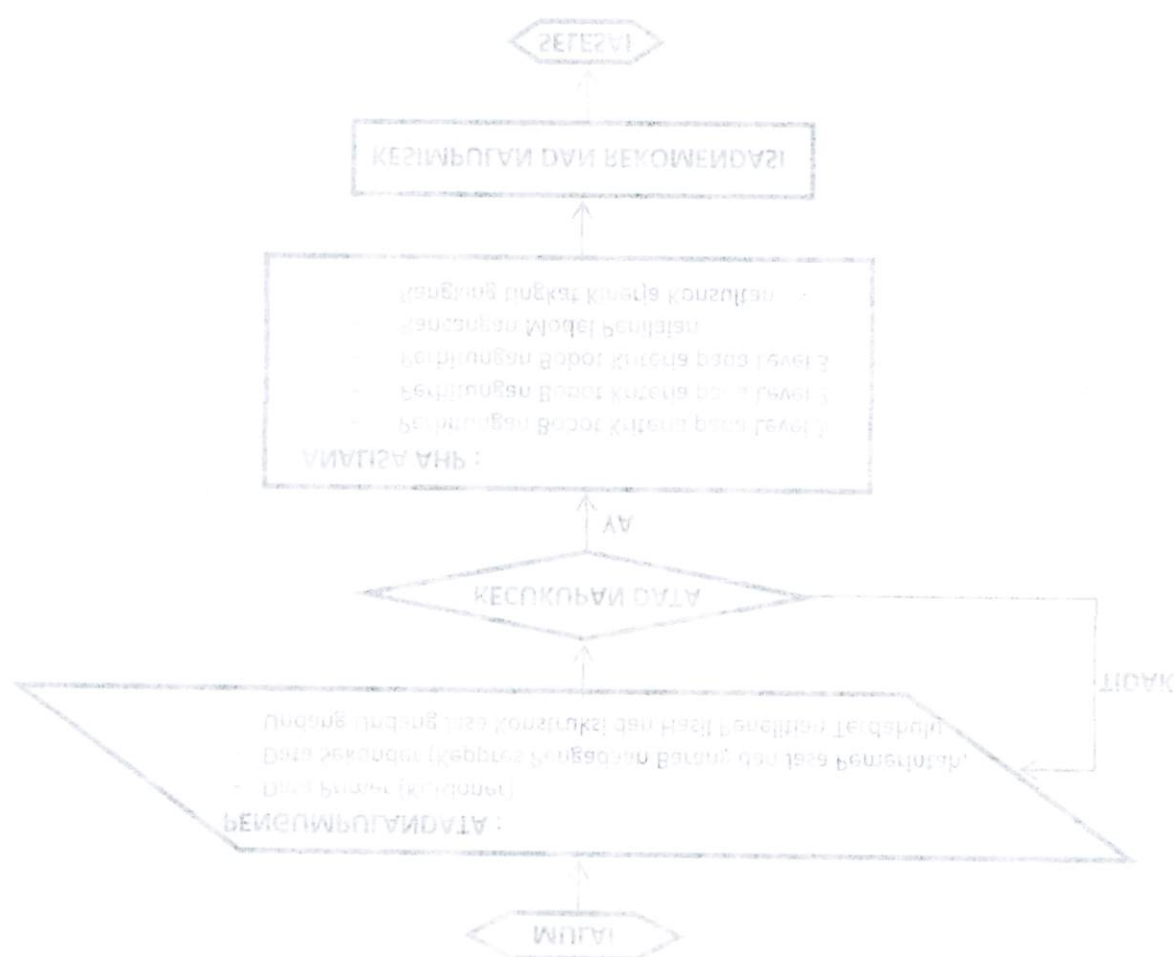 MULAI
PENGUMPULANDATA :
- Data Primer (Kuisioner)
- Data Sekunder (Keppres Pengadaan Barang dan Jasa Pemerintah,
Undang Undang Jasa Konstruksi dan Hasil Penelitian Terdahulu
TIDAK
KECUKUPAN DATA
YA
ANALISA AHP :
- Perhitungan Bobot Kriteria pada Level 1
- Perhitungan Bobot Kriteria pada Level 2
- Perhitungan Bobot Kriteria pada Level 3
- Rancangan Model Penilaian
- Rangking tingkat Kinerja Konsultan
KESIMPULAN DAN REKOMENDASI
SELESAI